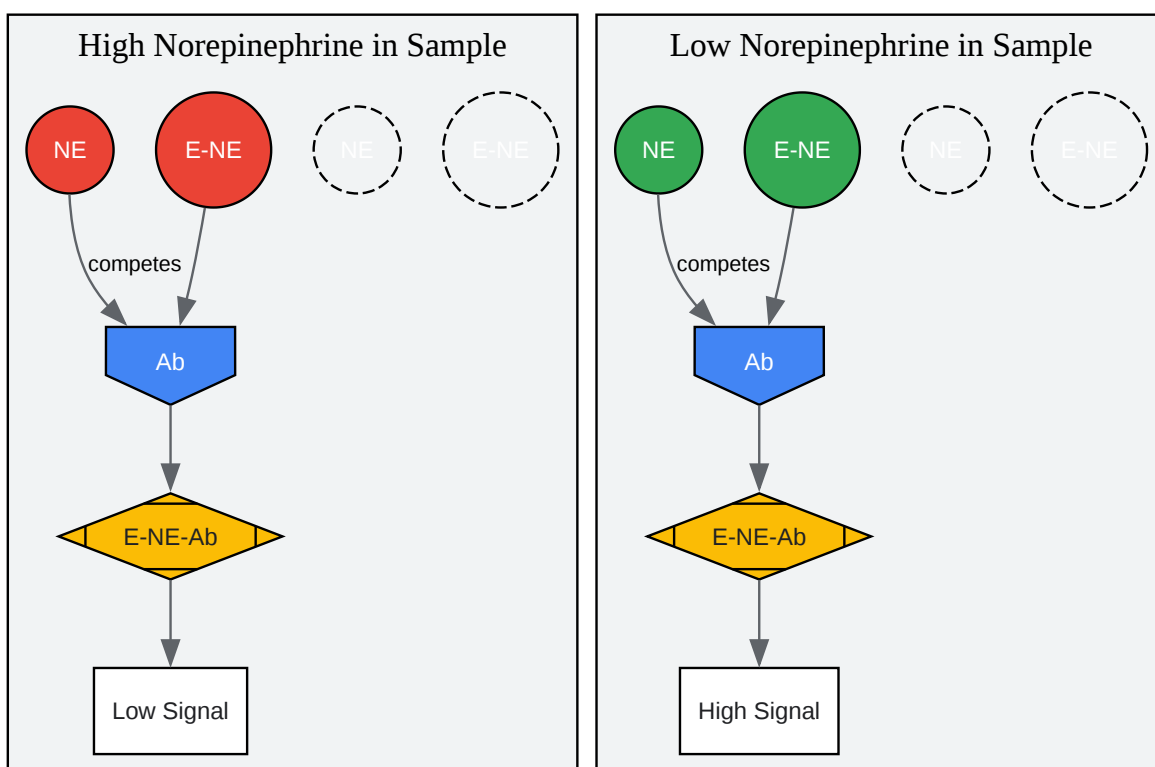 High Norepinephrine in Sample
NE
E-NE
NE
E-NE
competes
Ab
E-NE-Ab
Low Signal
Low Norepinephrine in Sample
NE
E-NE
NE
E-NE
competes
Ab
E-NE-Ab
High Signal